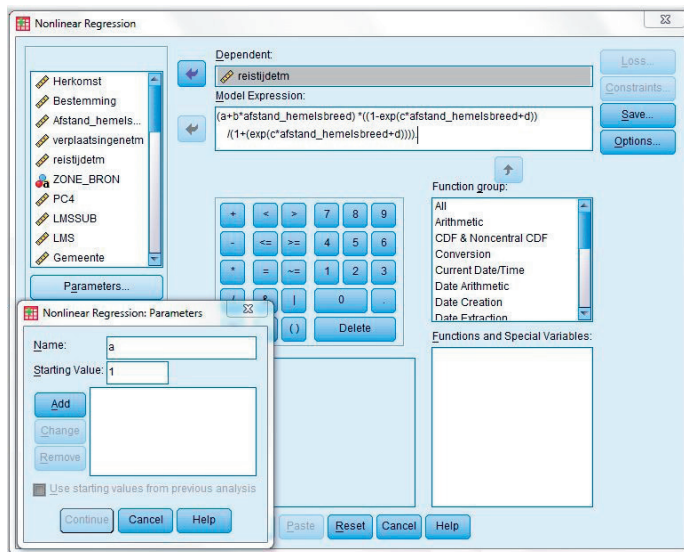 Nonlinear Regression
Herkomst
Bestemming
Afstand_hemels...
verplaatsingenetm
reistijdetm
ZONE_BRON
PC4
LMSSUB
LMS
Gemeente
Parameters...
Dependent:
reistijdetm
Model Expression:
(a+b*afstand_hemelsbreed) *((1-exp(c*afstand_hemelsbreed+d))
/(1+(exp(c*afstand_hemelsbreed+d)))).
Loss...
Constraints...
Save...
Options...
+ < > 7 8 9
- <= >= 4 5 6
* = ~= 1 2 3
/ & | 0 .
( ) Delete
Function group:
All
Arithmetic
CDF & Noncentral CDF
Conversion
Current Date/Time
Date Arithmetic
Date Creation
Date Extraction
Functions and Special Variables:
Paste Reset Cancel Help
Nonlinear Regression: Parameters
Name: a
Starting Value: 1
Add
Change
Remove
Use starting values from previous analysis
Continue Cancel Help